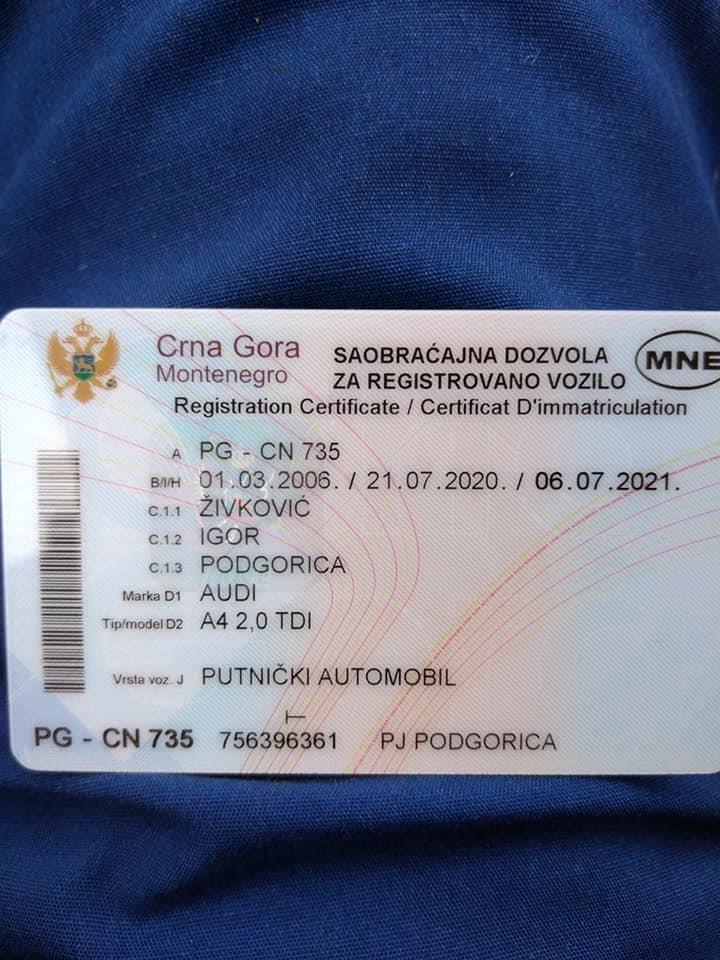 Crna Gora
Montenegro
SAOBRAĆAJNA DOZVOLA
ZA REGISTROVANO VOZILO
MNE
Registration Certificate / Certificat D'immatriculation
A PG - CN 735
B/I/H 01.03.2006. / 21.07.2020. / 06.07.2021.
C.1.1 ŽIVKOVIĆ
C.1.2 IGOR
C.1.3 PODGORICA
Marka D1 AUDI
Tip/model D2 A4 2,0 TDI
Vrsta voz. J PUTNIČKI AUTOMOBIL
PG - CN 735 756396361 PJ PODGORICA